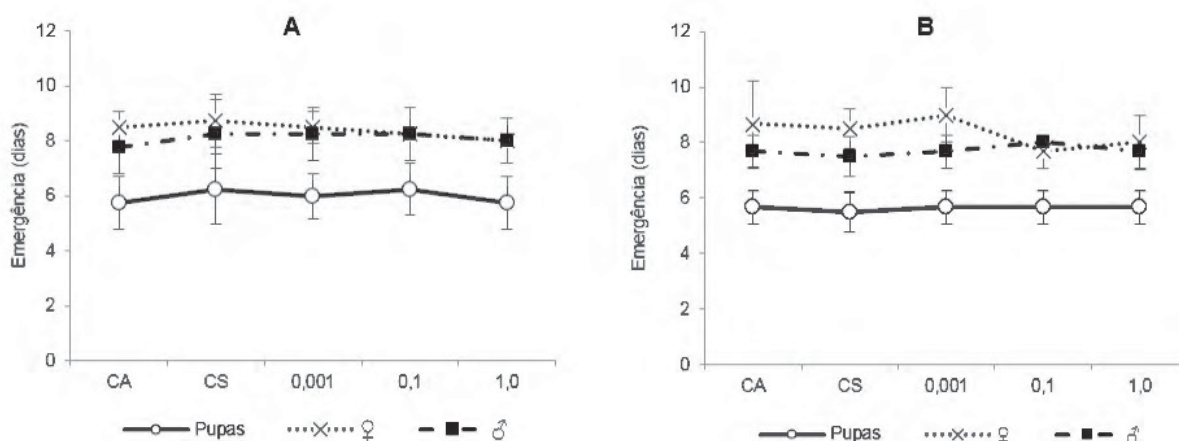 A
Emergência (dias)
12
10
8
6
4
2
0
CA CS 0,001 0,1 1,0
Pupas ♀ ♂
B
Emergência (dias)
12
10
8
6
4
2
0
CA CS 0,001 0,1 1,0
Pupas ♀ ♂